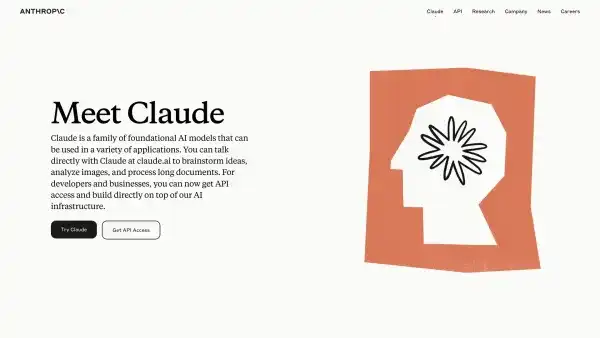 ANTHROP\C
Claude API Research Company News Careers
Meet Claude
Claude is a family of foundational AI models that can
be used in a variety of applications. You can talk
directly with Claude at claude.ai to brainstorm ideas,
analyze images, and process long documents. For
developers and businesses, you can now get API
access and build directly on top of our AI
infrastructure.
Try Claude Get API Access